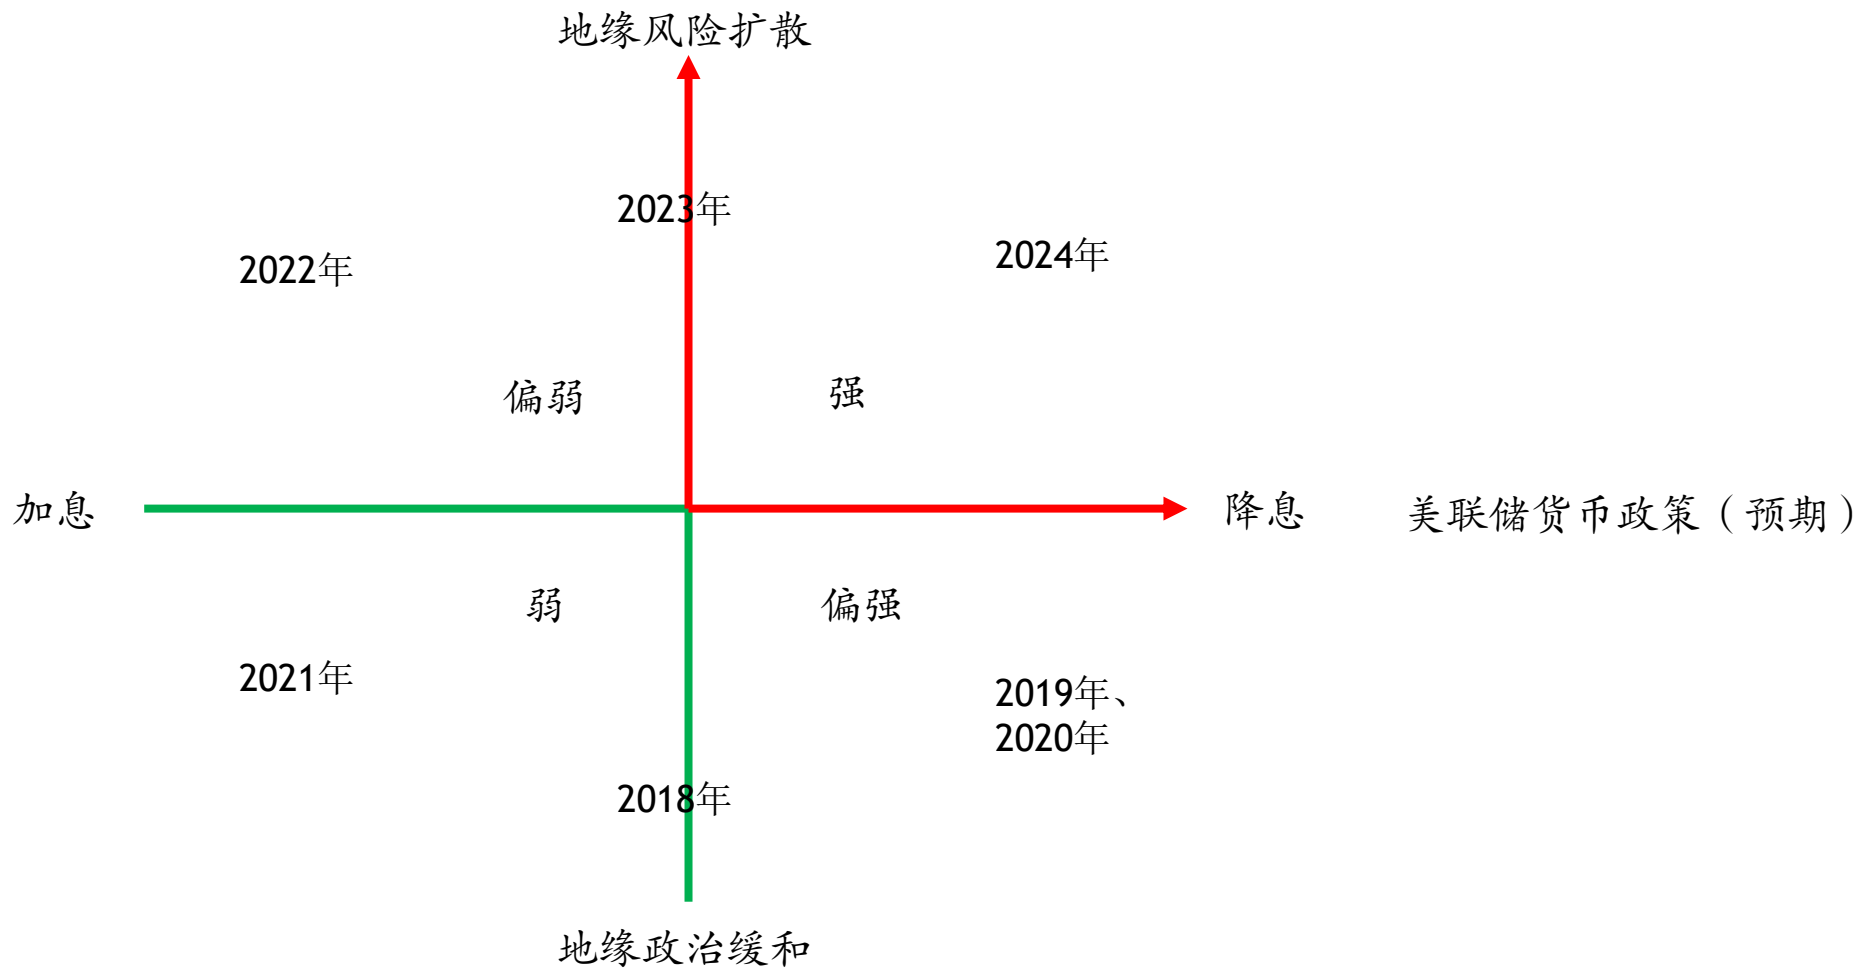 地缘风险扩散
2023年
2022年
2024年
偏弱
强
加息
降息
美联储货币政策（预期）
弱
偏强
2021年
2019年、
2020年
2018年
地缘政治缓和